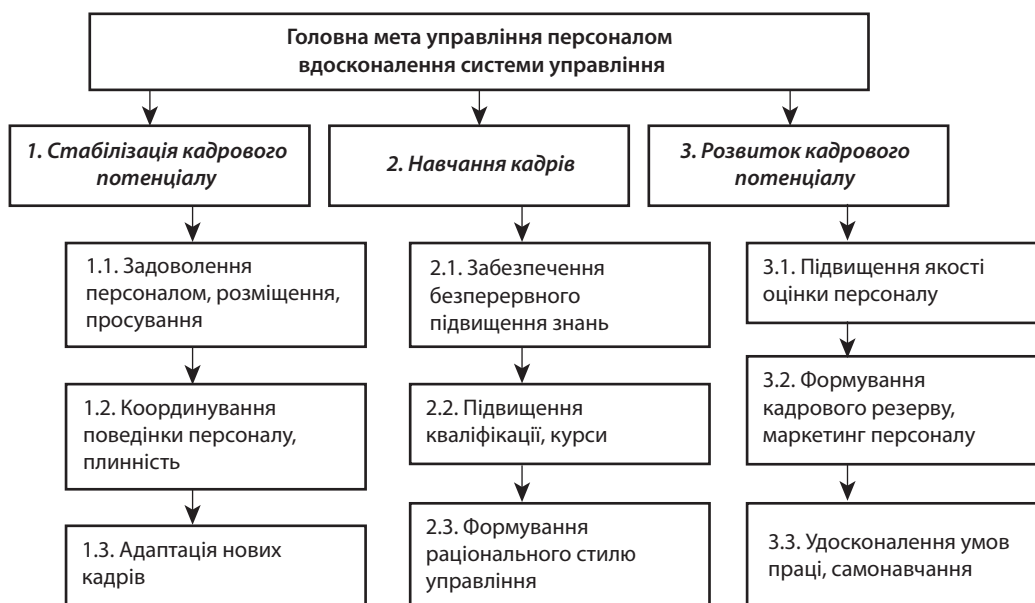 Головна мета управління персоналом
вдосконалення системи управління
1. Стабілізація кадрового
потенціалу
2. Навчання кадрів
3. Розвиток кадрового
потенціалу
1.1. Задоволення
персоналом, розміщення,
просування
2.1. Забезпечення
безперервного
підвищення знань
3.1. Підвищення якості
оцінки персоналу
1.2. Координування
поведінки персоналу,
плинність
2.2. Підвищення
кваліфікації, курси
3.2. Формування
кадрового резерву,
маркетинг персоналу
1.3. Адаптація нових
кадрів
2.3. Формування
раціонального стилю
управління
3.3. Удосконалення умов
праці, самонавчання